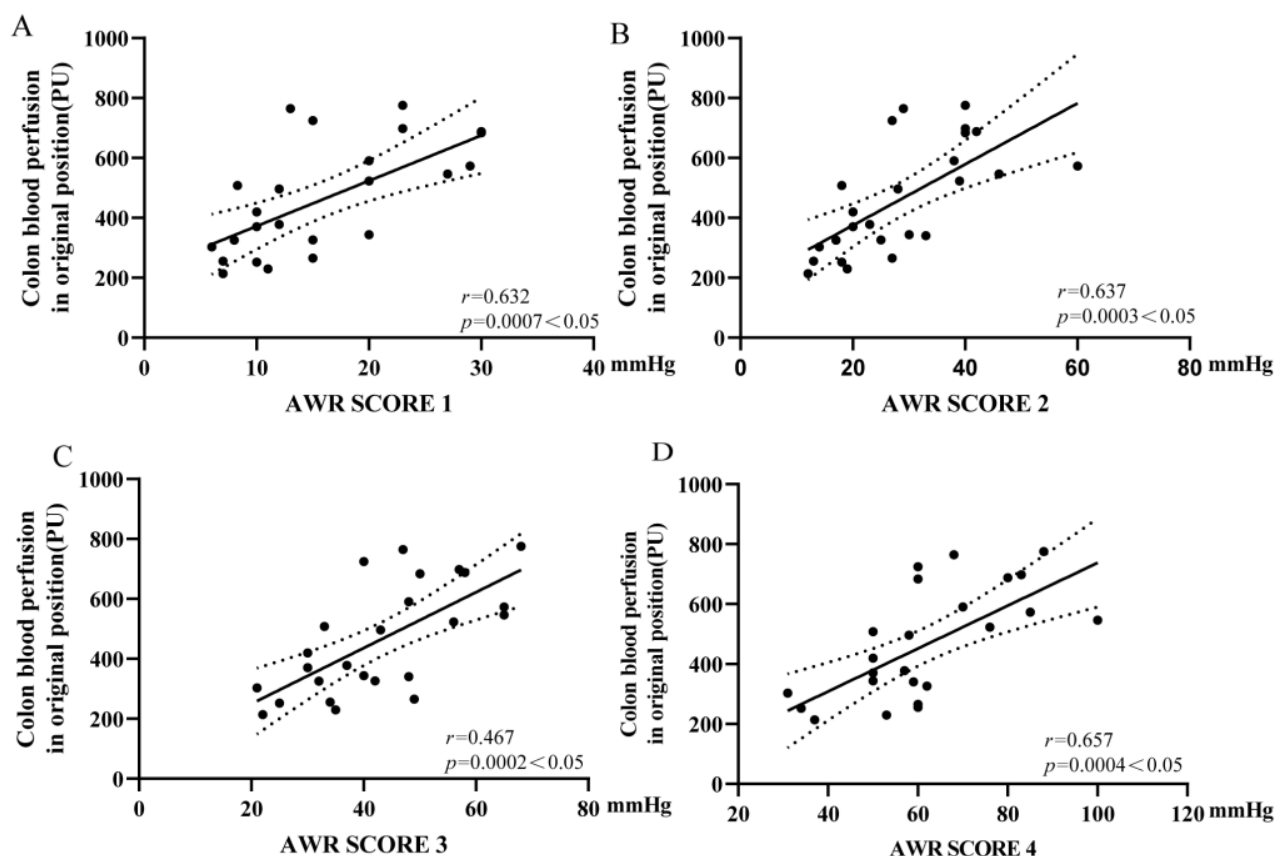 A
Colon blood perfusion
in original position(PU)
1000
800
600
400
200
0
r=0.632
p=0.0007<0.05
0
10
20
30
40
mmHg
AWR SCORE 1
B
Colon blood perfusion
in original position(PU)
1000
800
600
400
200
0
r=0.637
p=0.0003<0.05
0
20
40
60
80
mmHg
AWR SCORE 2
C
Colon blood perfusion
in original position(PU)
1000
800
600
400
200
0
r=0.467
p=0.0002<0.05
0
20
40
60
80
mmHg
AWR SCORE 3
D
Colon blood perfusion
in original position(PU)
1000
800
600
400
200
0
r=0.657
p=0.0004<0.05
20
40
60
80
100
120
mmHg
AWR SCORE 4